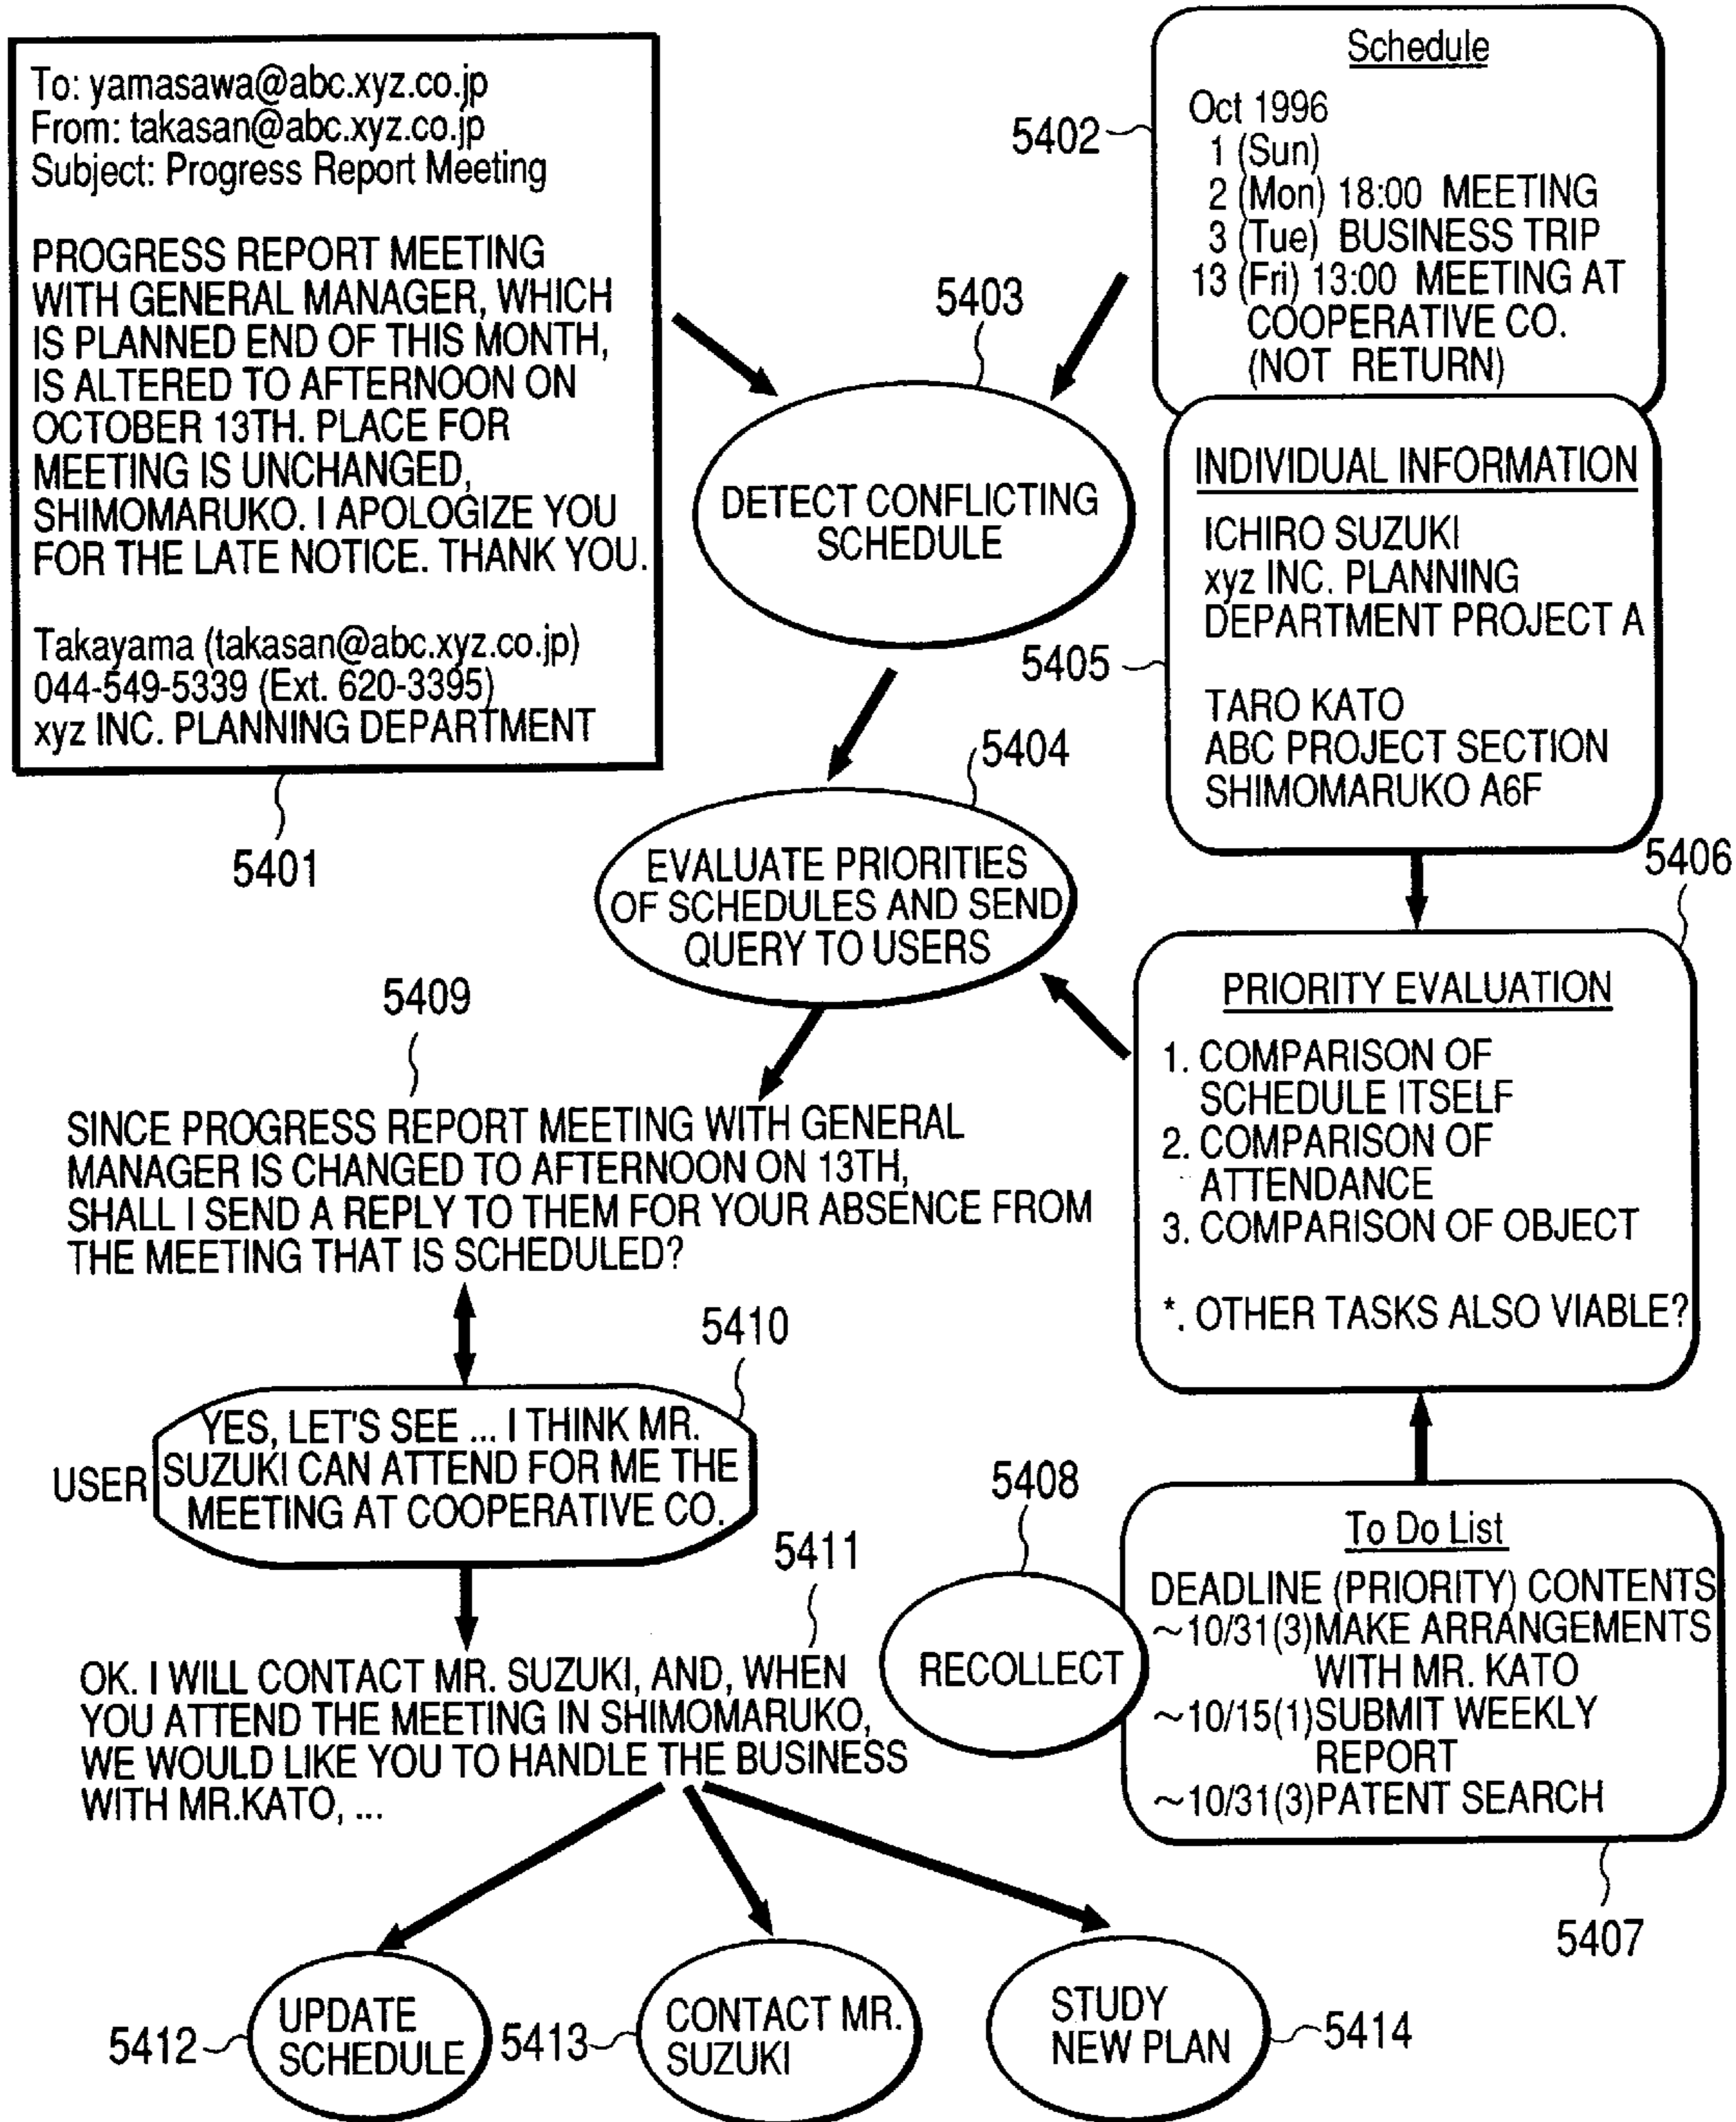 To: yamasawa@abc.xyz.co.jp
From: takasan@abc.xyz.co.jp
Subject: Progress Report Meeting
PROGRESS REPORT MEETING
WITH GENERAL MANAGER, WHICH
IS PLANNED END OF THIS MONTH,
IS ALTERED TO AFTERNOON ON
OCTOBER 13TH. PLACE FOR
MEETING IS UNCHANGED,
SHIMOMARUKO. I APOLOGIZE YOU
FOR THE LATE NOTICE. THANK YOU.
Takayama (takasan@abc.xyz.co.jp)
044-549-5339 (Ext. 620-3395)
xyz INC. PLANNING DEPARTMENT
5401
5402
Schedule
Oct 1996
1 (Sun)
2 (Mon) 18:00 MEETING
3 (Tue) BUSINESS TRIP
13 (Fri) 13:00 MEETING AT
COOPERATIVE CO.
(NOT RETURN)
5403
DETECT CONFLICTING
SCHEDULE
5405
INDIVIDUAL INFORMATION
ICHIRO SUZUKI
xyz INC. PLANNING
DEPARTMENT PROJECT A
TARO KATO
ABC PROJECT SECTION
SHIMOMARUKO A6F
5404
EVALUATE PRIORITIES
OF SCHEDULES AND SEND
QUERY TO USERS
5406
PRIORITY EVALUATION
1. COMPARISON OF
SCHEDULE ITSELF
2. COMPARISON OF
ATTENDANCE
3. COMPARISON OF OBJECT
*. OTHER TASKS ALSO VIABLE?
5409
SINCE PROGRESS REPORT MEETING WITH GENERAL
MANAGER IS CHANGED TO AFTERNOON ON 13TH,
SHALL I SEND A REPLY TO THEM FOR YOUR ABSENCE FROM
THE MEETING THAT IS SCHEDULED?
5410
USER
YES, LET'S SEE ... I THINK MR.
SUZUKI CAN ATTEND FOR ME THE
MEETING AT COOPERATIVE CO.
5408
RECOLLECT
To Do List
DEADLINE (PRIORITY) CONTENTS
~10/31(3)MAKE ARRANGEMENTS
WITH MR. KATO
~10/15(1)SUBMIT WEEKLY
REPORT
~10/31(3)PATENT SEARCH
5407
5411
OK. I WILL CONTACT MR. SUZUKI, AND, WHEN
YOU ATTEND THE MEETING IN SHIMOMARUKO,
WE WOULD LIKE YOU TO HANDLE THE BUSINESS
WITH MR.KATO, ...
5412
UPDATE
SCHEDULE
5413
CONTACT MR.
SUZUKI
STUDY
NEW PLAN
5414